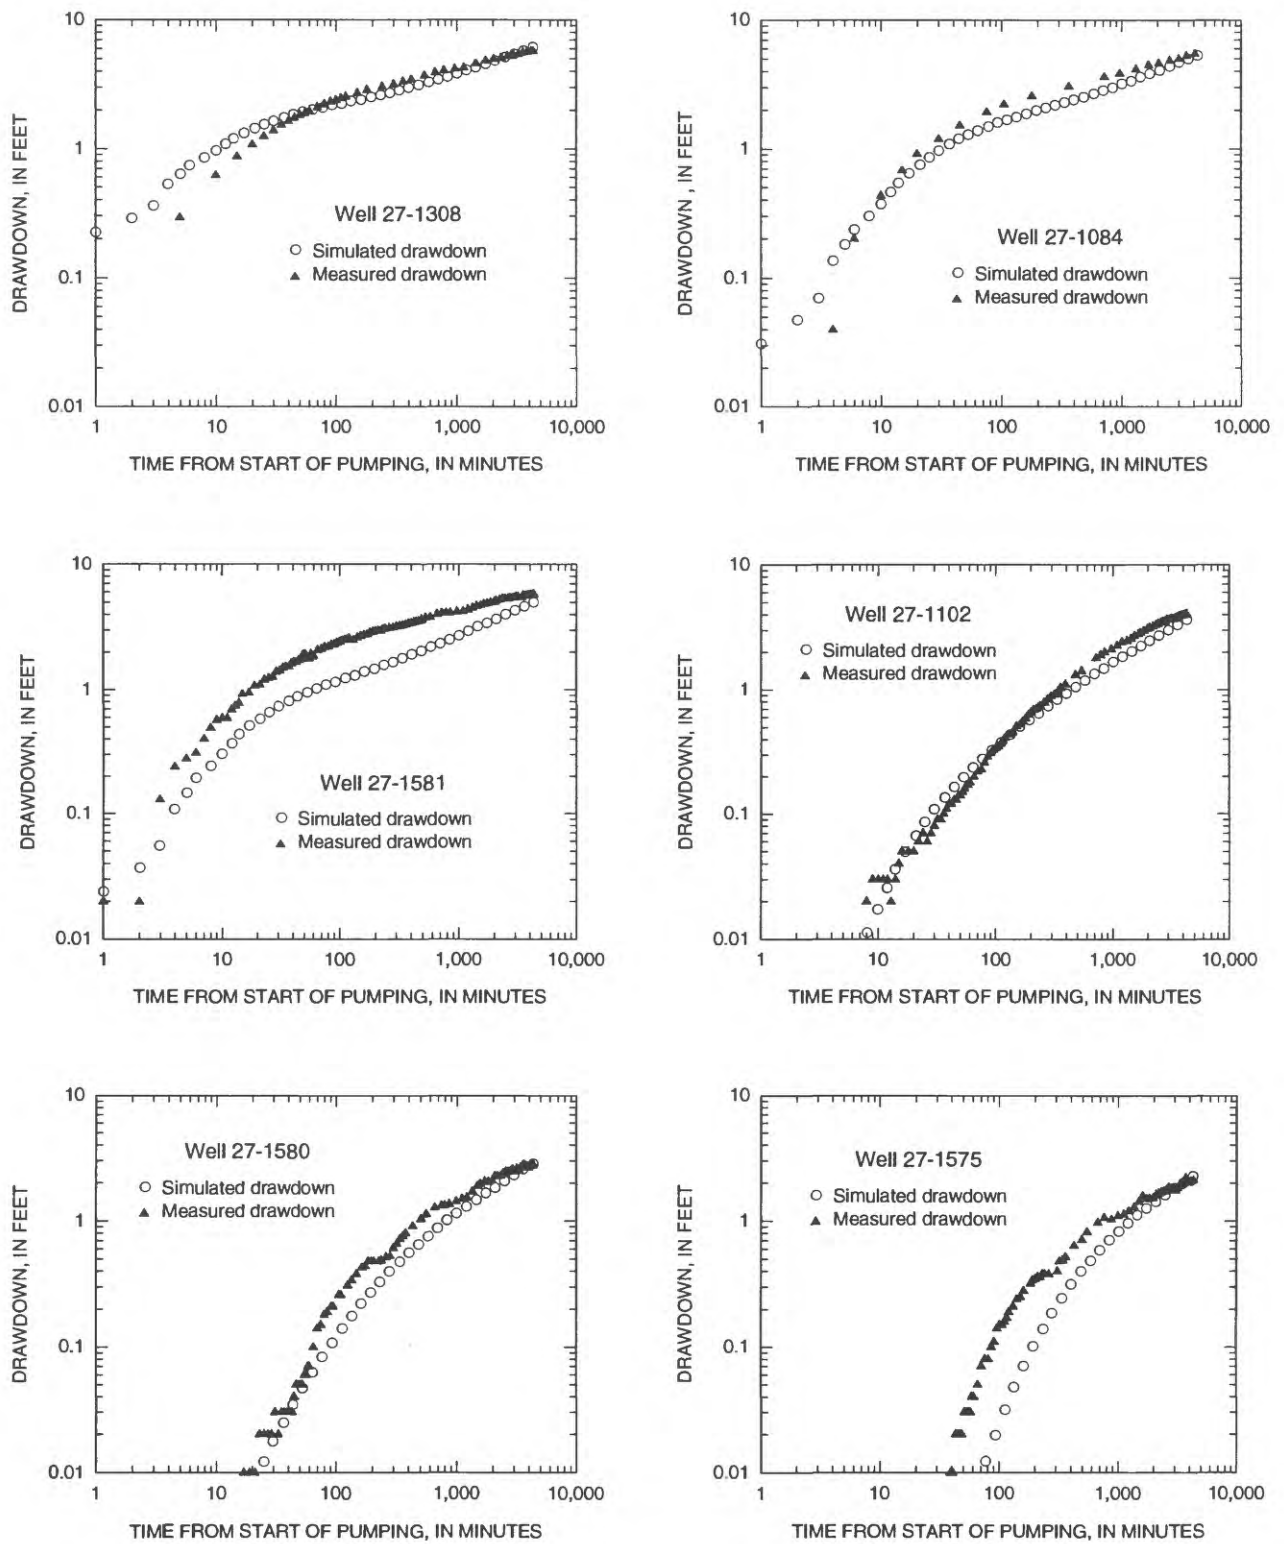 10
1
0.1
0.01
DRAWDOWN, IN FEET
Well 27-1308
Simulated drawdown
Measured drawdown
1
10
100
1,000
10,000
TIME FROM START OF PUMPING, IN MINUTES
10
1
0.1
0.01
DRAWDOWN , IN FEET
Well 27-1084
Simulated drawdown
Measured drawdown
1
10
100
1,000
10,000
TIME FROM START OF PUMPING, IN MINUTES
10
1
0.1
0.01
DRAWDOWN, IN FEET
Well 27-1581
Simulated drawdown
Measured drawdown
1
10
100
1,000
10,000
TIME FROM START OF PUMPING, IN MINUTES
10
1
0.1
0.01
DRAWDOWN, IN FEET
Well 27-1102
Simulated drawdown
Measured drawdown
1
10
100
1,000
10,000
TIME FROM START OF PUMPING, IN MINUTES
10
1
0.1
0.01
DRAWDOWN, IN FEET
Well 27-1580
Simulated drawdown
Measured drawdown
1
10
100
1,000
10,000
TIME FROM START OF PUMPING, IN MINUTES
10
1
0.1
0.01
DRAWDOWN, IN FEET
Well 27-1575
Simulated drawdown
Measured drawdown
1
10
100
1,000
10,000
TIME FROM START OF PUMPING, IN MINUTES